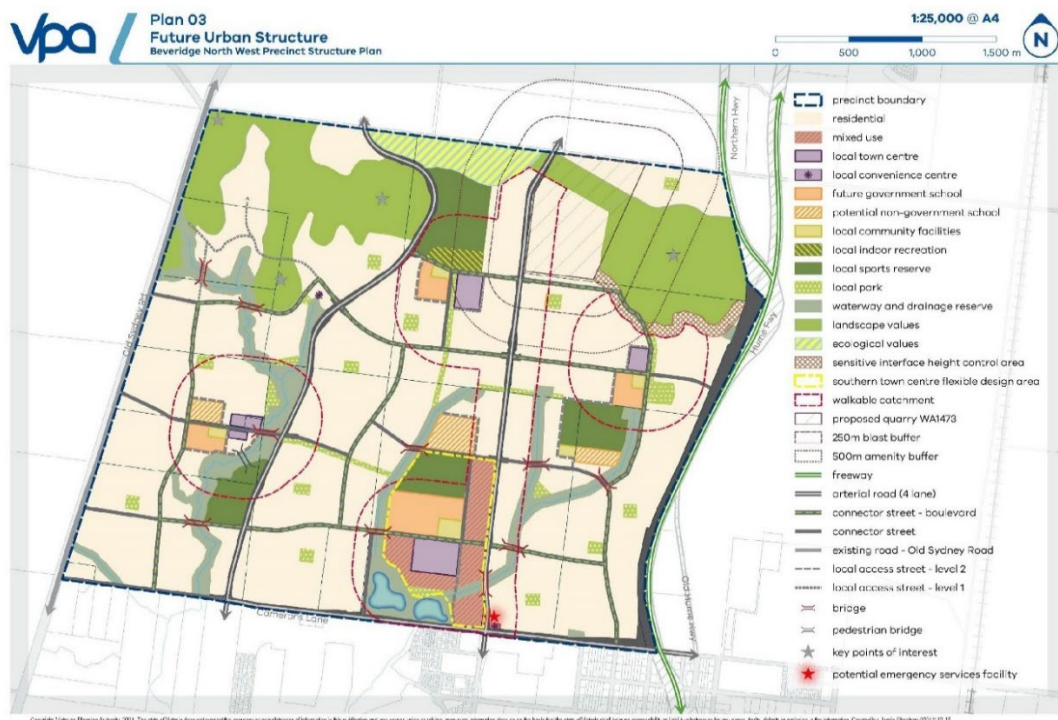 vpa
Plan 03
Future Urban Structure
Beveridge North West Precinct Structure Plan
1:25,000 @ A4
0 500 1,000 1,500 m
N
precinct boundary
residential
mixed use
local town centre
local convenience centre
future government school
potential non-government school
local community facilities
local indoor recreation
local sports reserve
local park
waterway and drainage reserve
landscape values
ecological values
sensitive interface height control area
southern town centre flexible design area
walkable catchment
proposed quarry WA1473
250m blast buffer
500m amenity buffer
freeway
arterial road (4 lane)
connector street - boulevard
connector street
existing road - Old Sydney Road
local access street - level 2
local access street - level 1
bridge
pedestrian bridge
key points of interest
potential emergency services facility
Northern Hwy
Hume Fwy
Old Sydney Rd
Old Hume Hwy
Camerons Lane